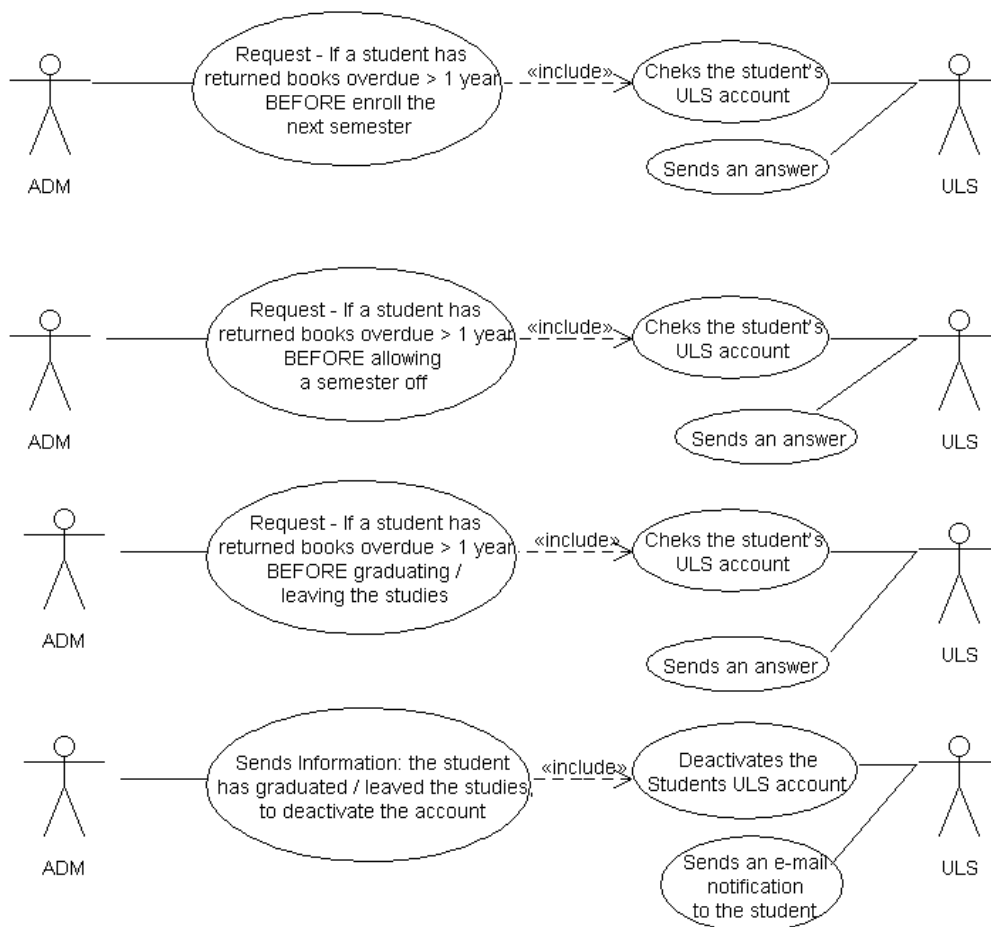 Request - If a student has
returned books overdue > 1 year
BEFORE enroll the
next semester
«include»
Cheks the student's
ULS account
Sends an answer
ADM
ULS
Request - If a student has
returned books overdue > 1 year
BEFORE allowing
a semester off
«include»
Cheks the student's
ULS account
Sends an answer
ADM
ULS
Request - If a student has
returned books overdue > 1 year
BEFORE graduating /
leaving the studies
«include»
Cheks the student's
ULS account
Sends an answer
ADM
ULS
Sends Information: the student
has graduated / leaved the studies,
to deactivate the account
«include»
Deactivates the
Students ULS account
Sends an e-mail
notification
to the student
ADM
ULS